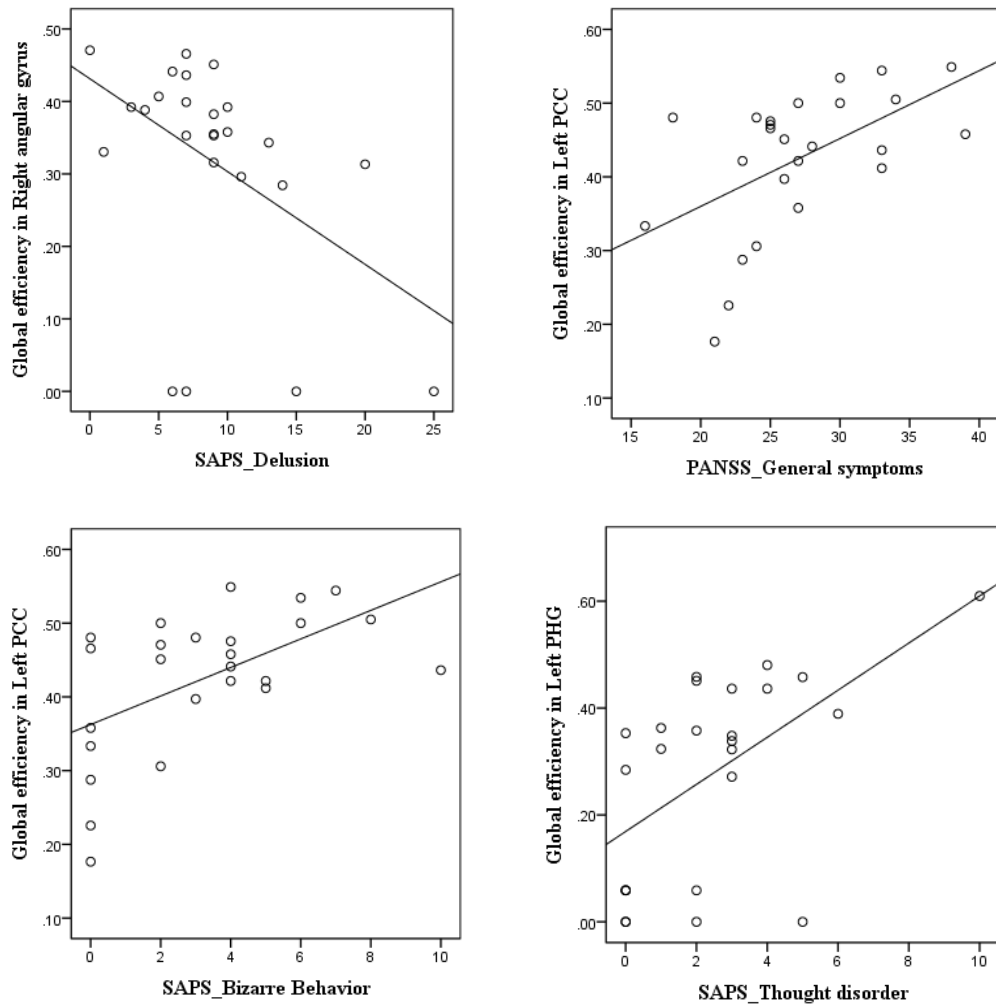 Global efficiency in Right angular gyrus
.50
.40
.30
.20
.10
.00
0 5 10 15 20 25
SAPS_Delusion
Global efficiency in Left PCC
.60
.50
.40
.30
.20
.10
15 20 25 30 35 40
PANSS_General symptoms
Global efficiency in Left PCC
.60
.50
.40
.30
.20
.10
0 2 4 6 8 10
SAPS_Bizarre Behavior
Global efficiency in Left PHG
.60
.40
.20
.00
0 2 4 6 8 10
SAPS_Thought disorder